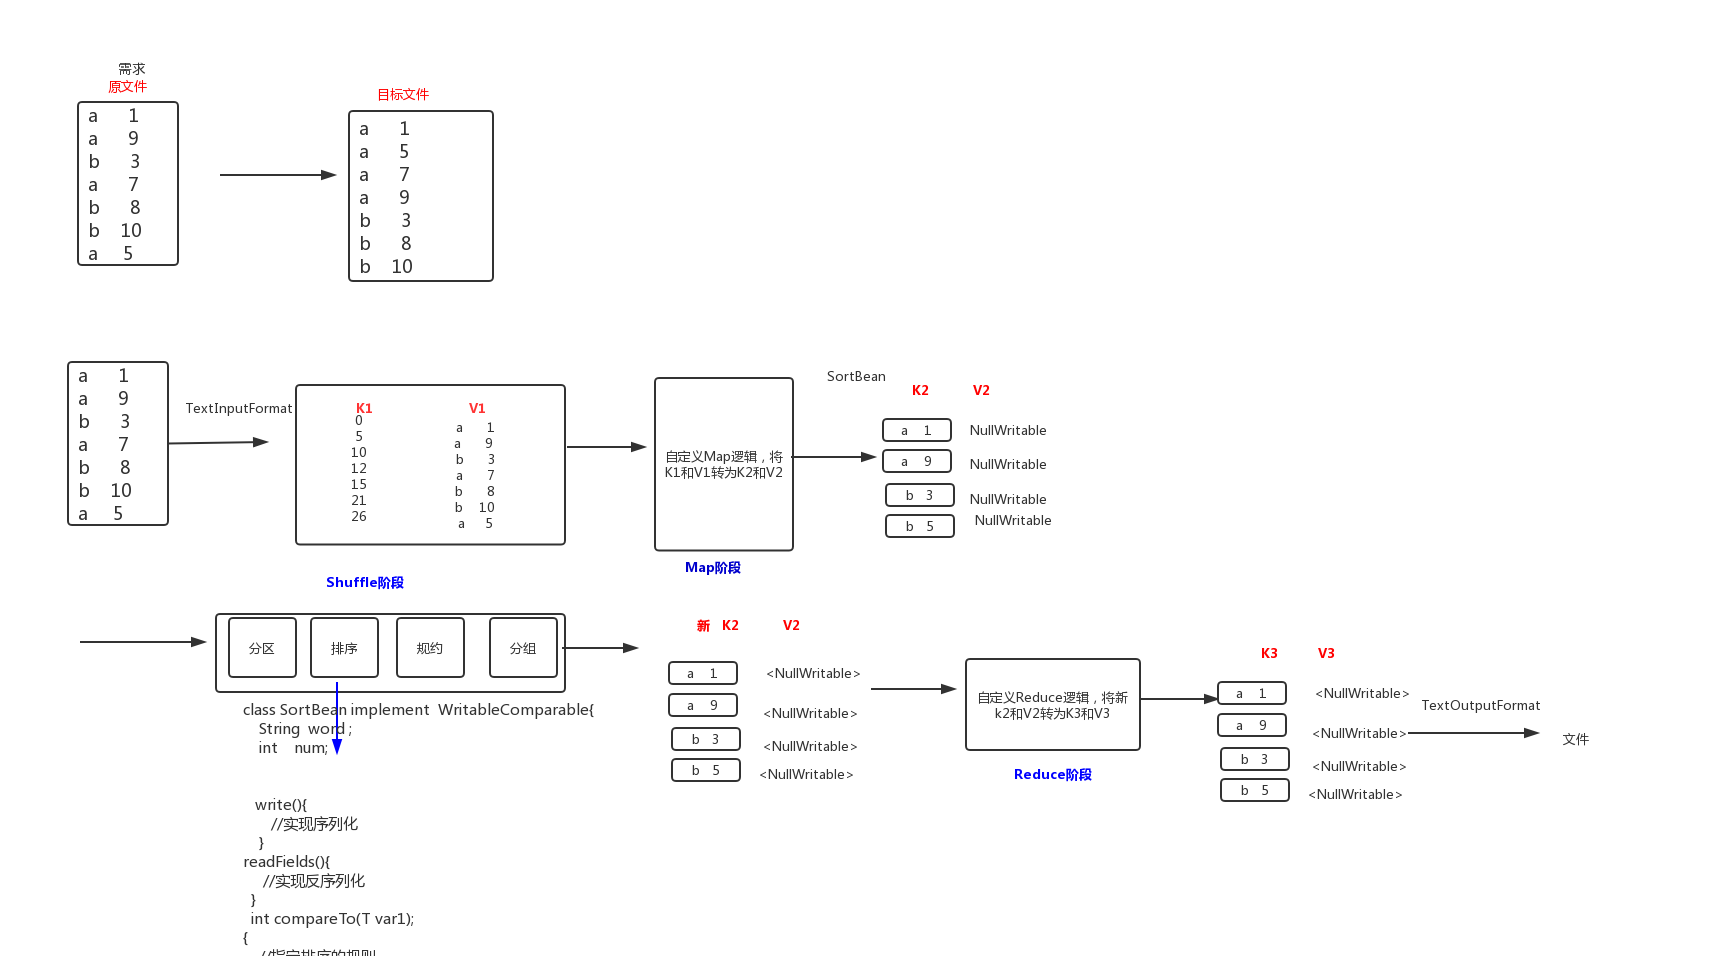 需求
原文件
a 1
a 9
b 3
a 7
b 8
b 10
a 5
目标文件
a 1
a 5
a 7
a 9
b 3
b 8
b 10
a 1
a 9
b 3
a 7
b 8
b 10
a 5
TextInputFormat
K1 V1
0
5
10
12
15
21
26
a 1
a 9
b 3
a 7
b 8
b 10
a 5
自定义Map逻辑，将
K1和V1转为K2和V2
Map阶段
SortBean
K2 V2
a 1 NullWritable
a 9 NullWritable
b 3 NullWritable
b 5 NullWritable
Shuffle阶段
分区 排序 规约 分组
class SortBean implement WritableComparable{
String word ;
int num;
write(){
//实现序列化
}
readFields(){
//实现反序列化
}
int compareTo(T var1);
{
//指定排序的规则
新 K2 V2
a 1 <NullWritable>
a 9 <NullWritable>
b 3 <NullWritable>
b 5 <NullWritable>
自定义Reduce逻辑，将新
k2和V2转为K3和V3
Reduce阶段
K3 V3
a 1 <NullWritable>
a 9 <NullWritable>
b 3 <NullWritable>
b 5 <NullWritable>
TextOutputFormat
文件